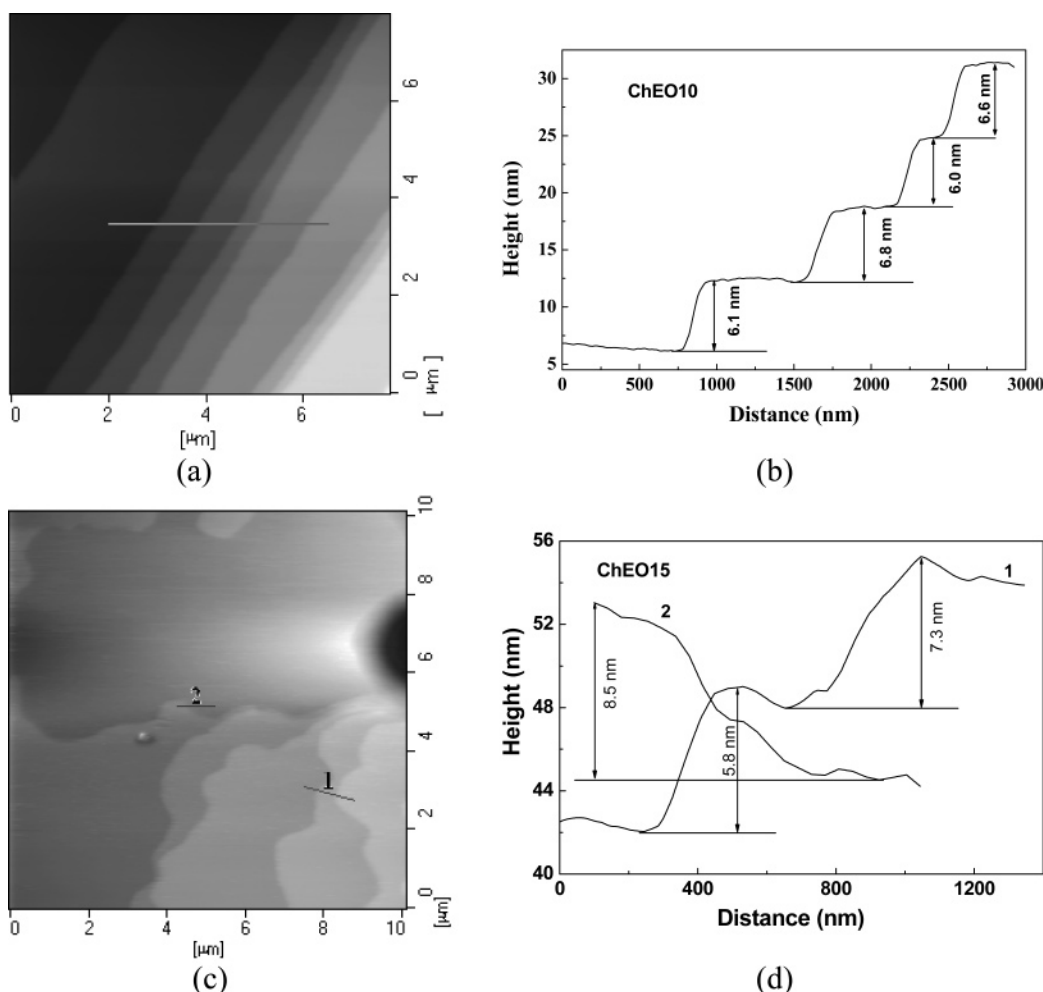 (a)
6
4
2
0
[ μm]
0 2 4 6
[μm]
ChEO10
Height (nm)
30
25
20
15
10
5
6.1 nm
6.8 nm
6.0 nm
6.6 nm
0 500 1000 1500 2000 2500 3000
Distance (nm)
(a)
(b)
10
8
6
4
2
0
[μm]
2
1
0 2 4 6 8 10
[μm]
ChEO15
Height (nm)
56
52
48
44
40
2
1
8.5 nm
5.8 nm
7.3 nm
0 400 800 1200
Distance (nm)
(c)
(d)